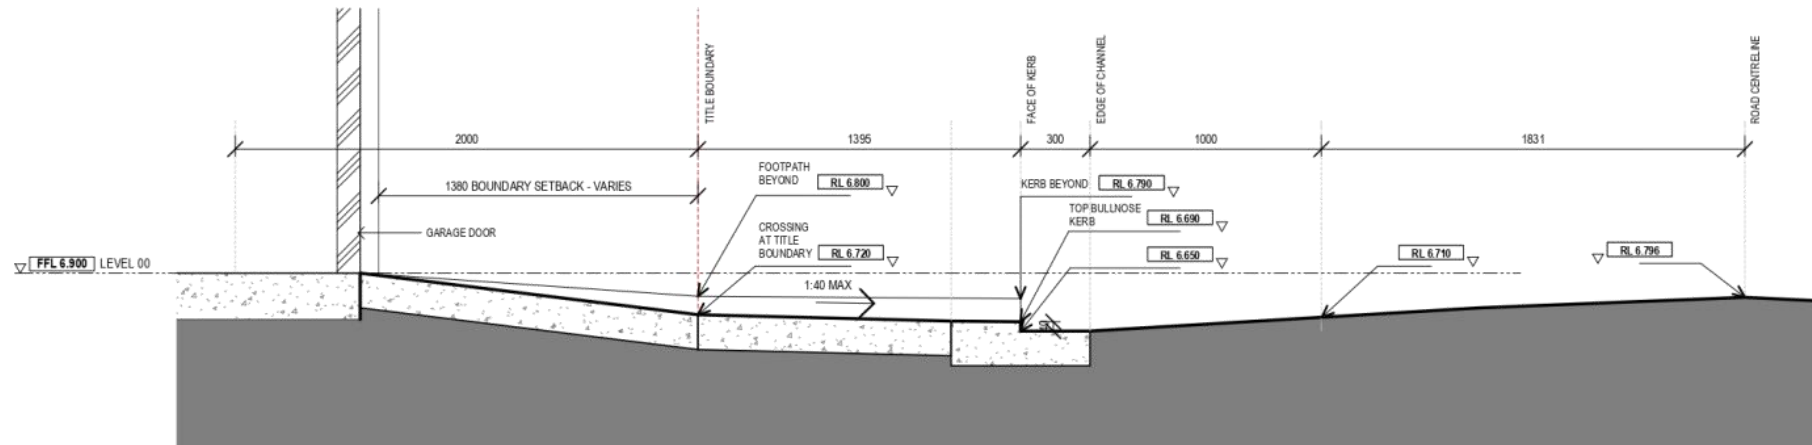 TITLE BOUNDARY
FACE OF KERB
EDGE OF CHANNEL
ROAD CENTRELINE
2000
1395
300
1000
1831
1380 BOUNDARY SETBACK - VARIES
FOOTPATH
BEYOND
RL 6.800
KERB BEYOND
RL 6.790
TOP BULLNOSE
KERB
RL 6.690
GARAGE DOOR
CROSSING
AT TITLE
BOUNDARY
RL 6.720
RL 6.650
RL 6.710
RL 6.796
FFL 6.900
LEVEL 00
1:40 MAX